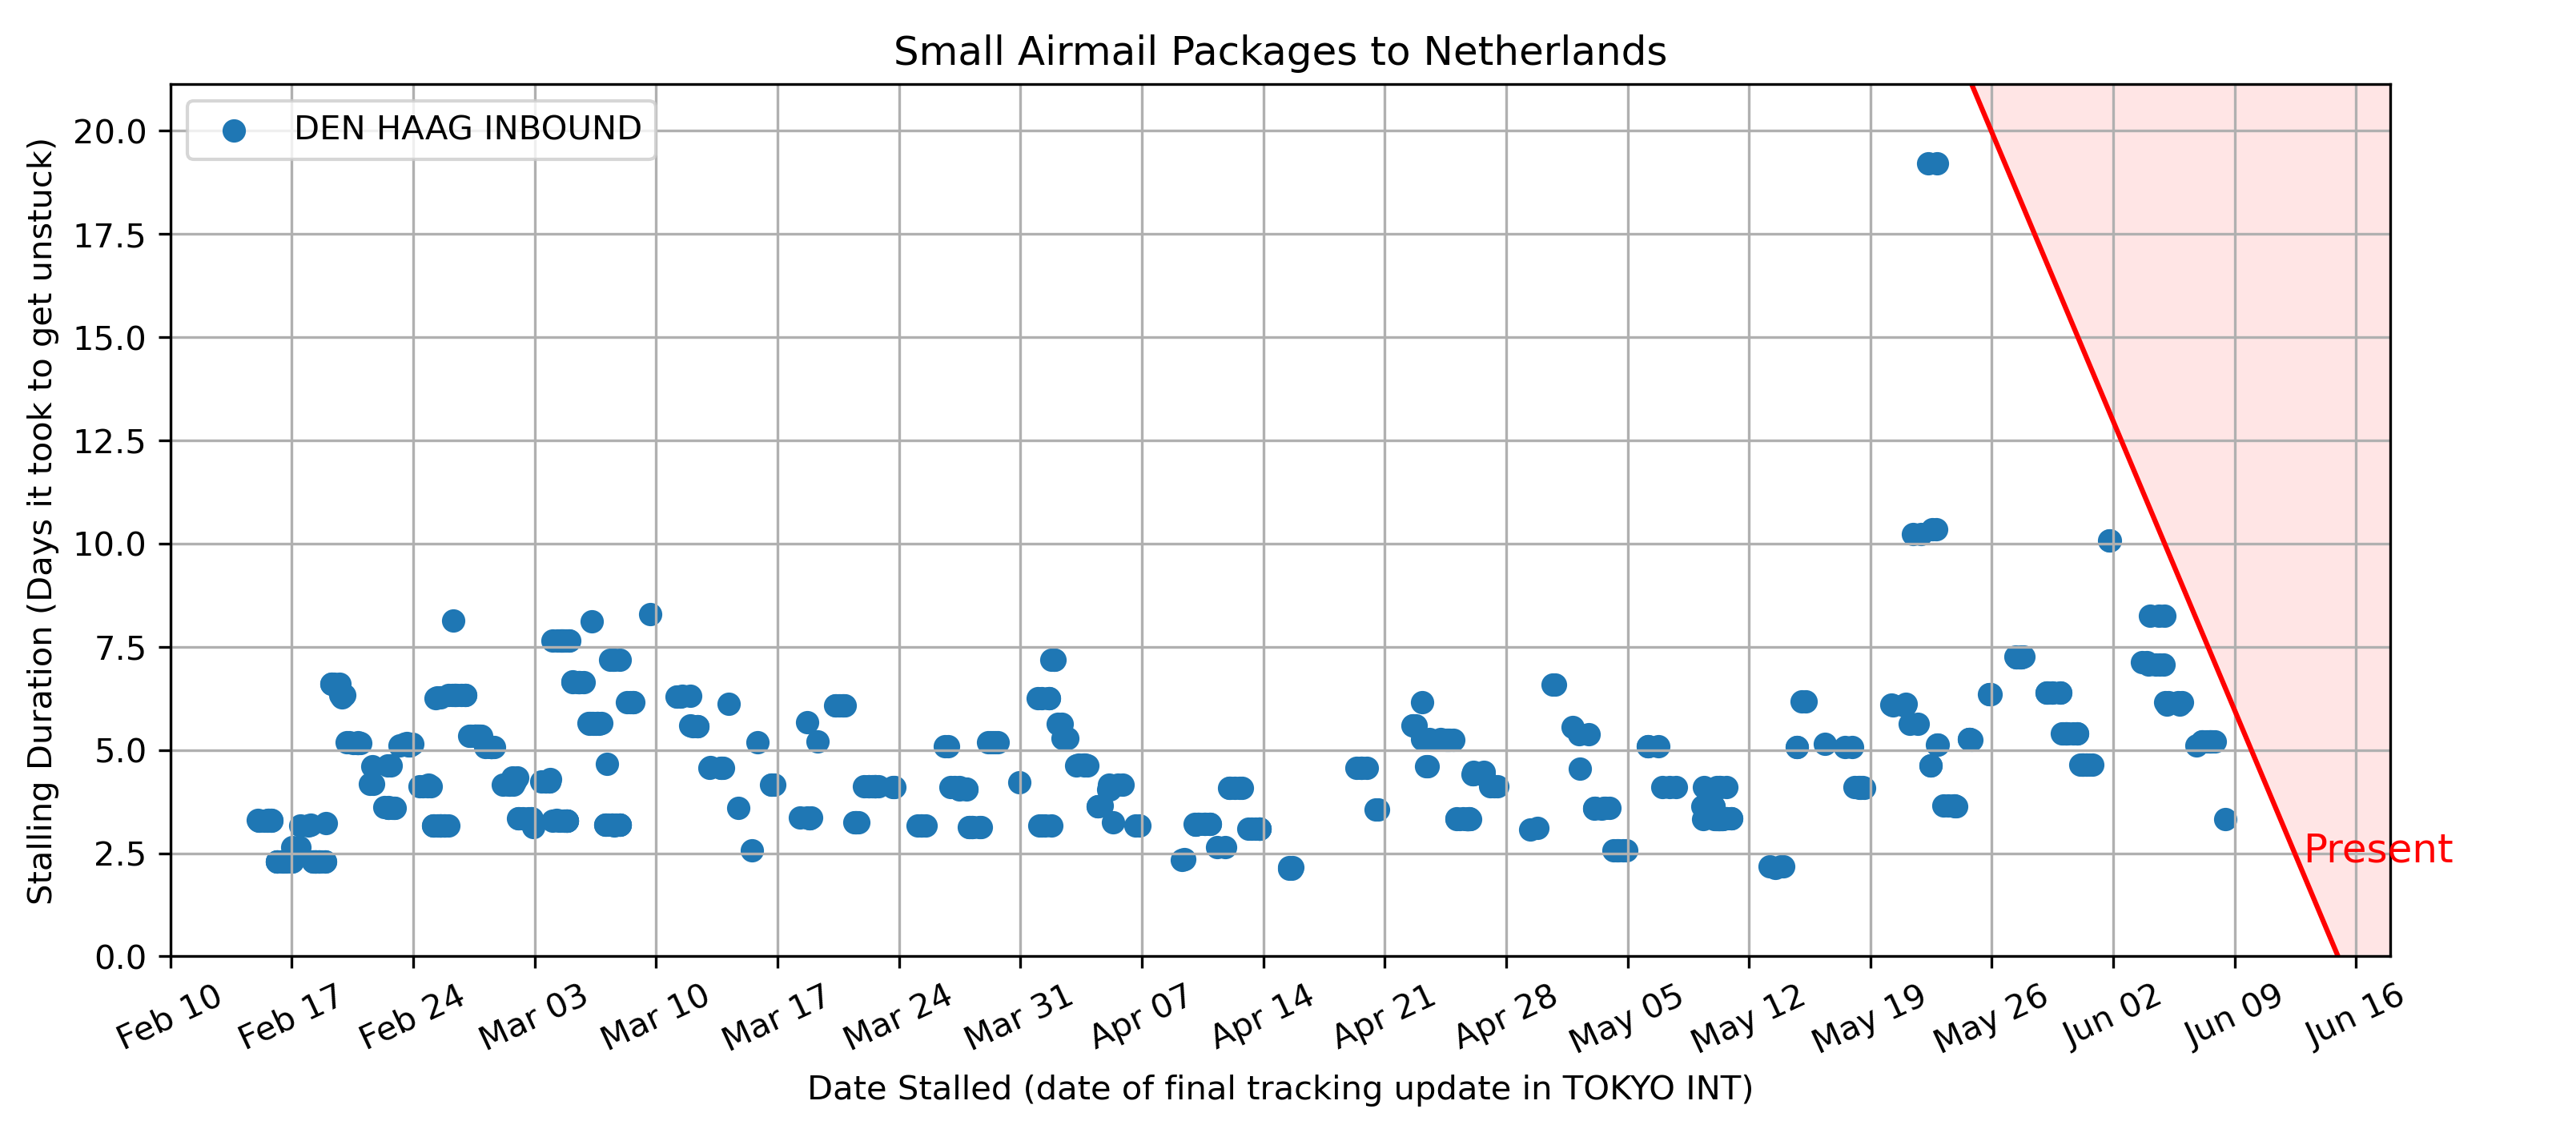 Small Airmail Packages to Netherlands
DEN HAAG INBOUND
Stalling Duration (Days it took to get unstuck)
20.0
17.5
15.0
12.5
10.0
7.5
5.0
2.5
0.0
Present
Feb 10
Feb 17
Feb 24
Mar 03
Mar 10
Mar 17
Mar 24
Mar 31
Apr 07
Apr 14
Apr 21
Apr 28
May 05
May 12
May 19
May 26
Jun 02
Jun 09
Jun 16
Date Stalled (date of final tracking update in TOKYO INT)